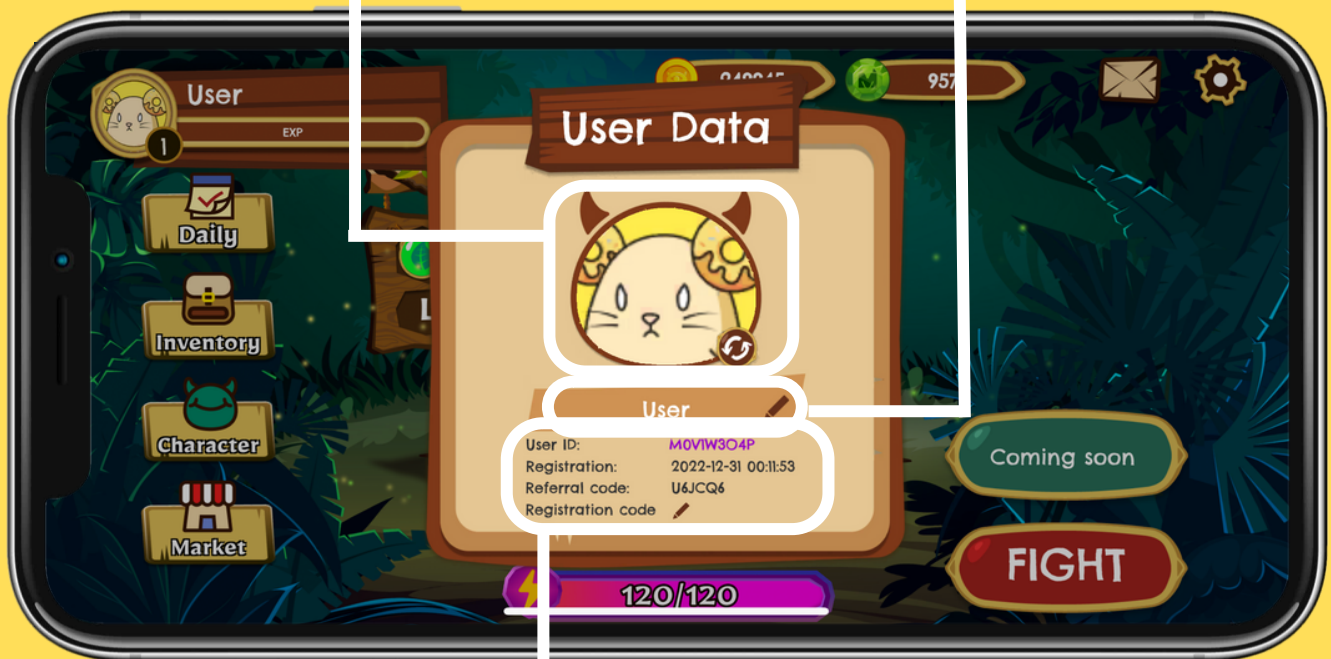 User
EXP
1
957
User Data
Daily
Inventory
Character
Market
User
User ID: M0V1W3O4P
Registration: 2022-12-31 00:11:53
Referral code: U6JCQ6
Registration code
Coming soon
FIGHT
120/120